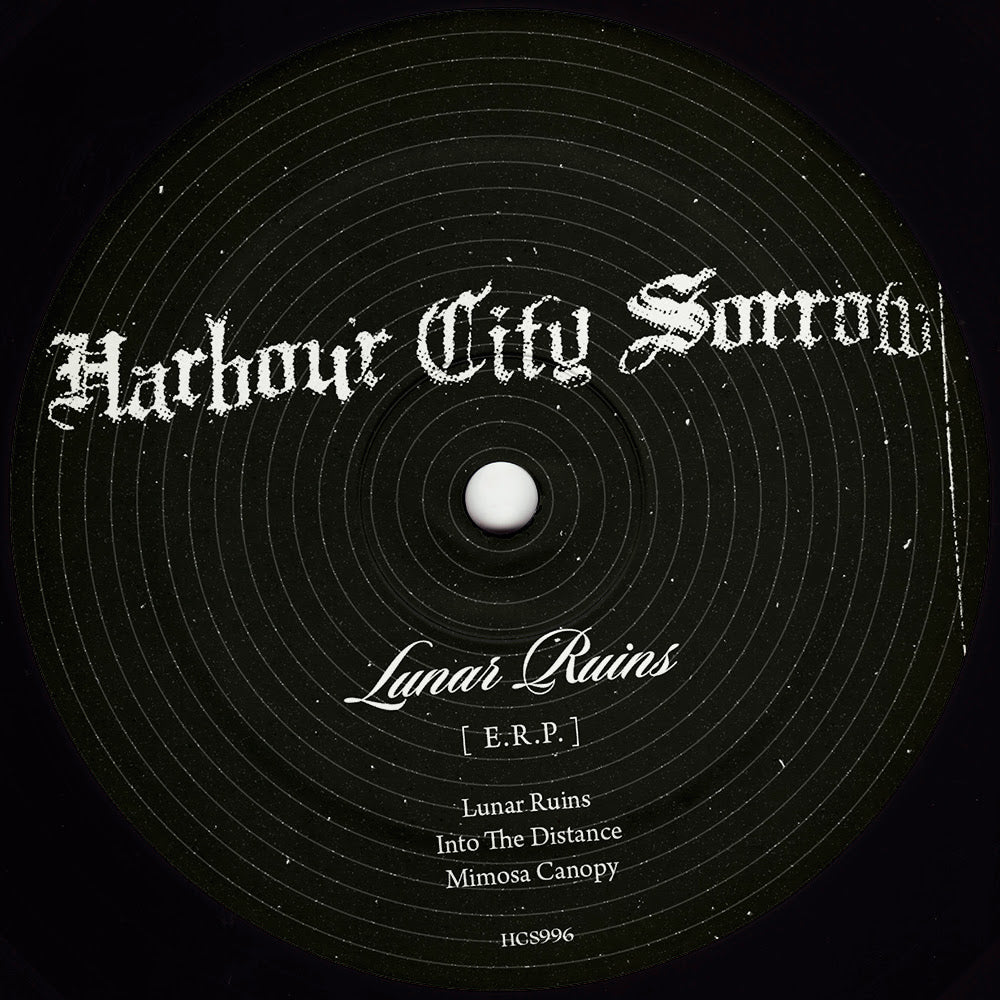 Harbour City Sorrow
Lunar Ruins
[ E.R.P. ]
Lunar Ruins
Into The Distance
Mimosa Canopy
HCS996